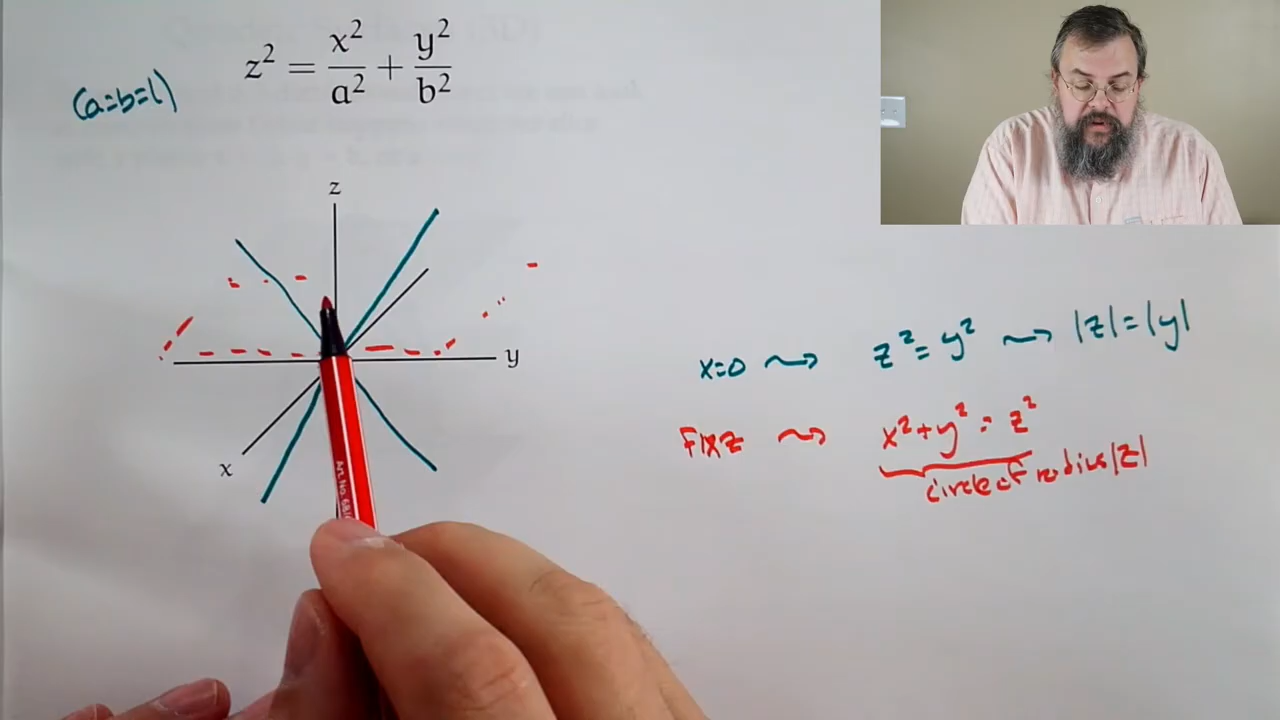 z² = x²/a² + y²/b²
(a=b=1)
z
y
x
x=0 ⇝ z² = y² ⇝ |z|=|y|
Fix z ⇝ x²+y² = z²
circle of radius |z|